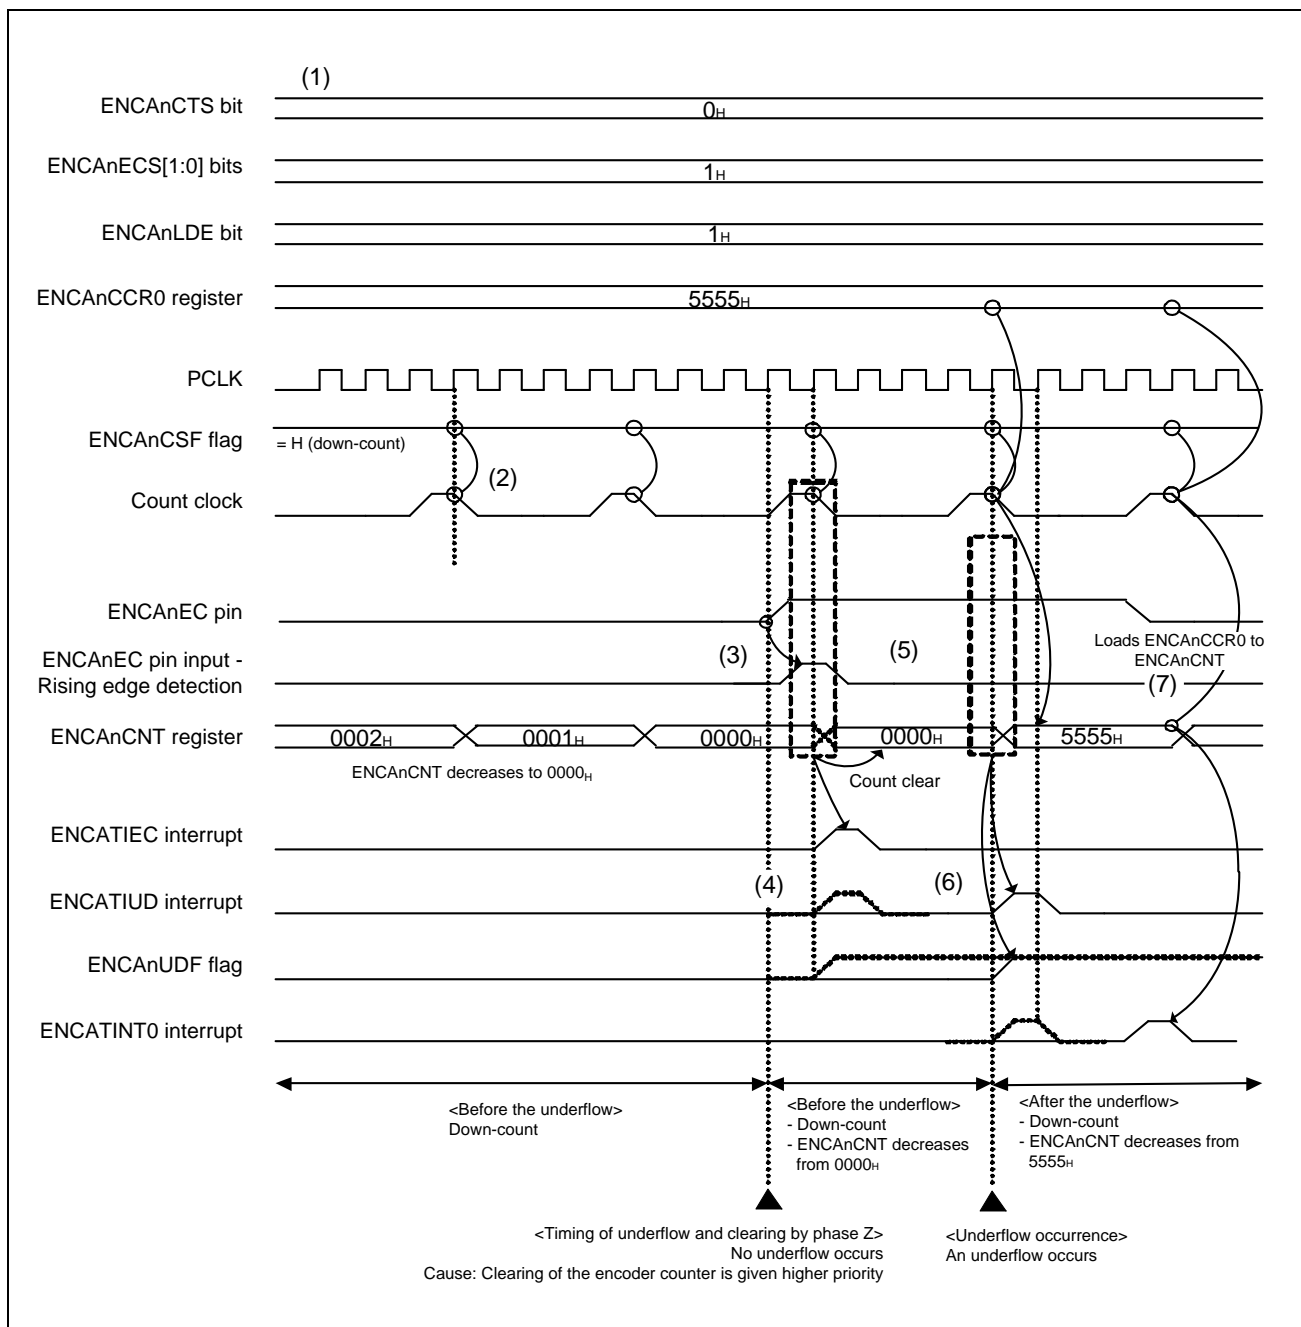 (1)
ENCAnCTS bit
0H
ENCAnECS[1:0] bits
1H
ENCAnLDE bit
1H
ENCAnCCR0 register
5555H
PCLK
ENCAnCSF flag
= H (down-count)
(2)
Count clock
ENCAnEC pin
Loads ENCAnCCR0 to
ENCAnCNT
ENCAnEC pin input -
Rising edge detection
(3)
(5)
(7)
ENCAnCNT register
0002H
0001H
0000H
0000H
5555H
ENCAnCNT decreases to 0000H
Count clear
ENCATIEC interrupt
(4)
(6)
ENCATIUD interrupt
ENCAnUDF flag
ENCATINT0 interrupt
<Before the underflow>
Down-count
<Before the underflow>
- Down-count
- ENCAnCNT decreases
from 0000H
<After the underflow>
- Down-count
- ENCAnCNT decreases from
5555H
<Timing of underflow and clearing by phase Z>
No underflow occurs
Cause: Clearing of the encoder counter is given higher priority
<Underflow occurrence>
An underflow occurs